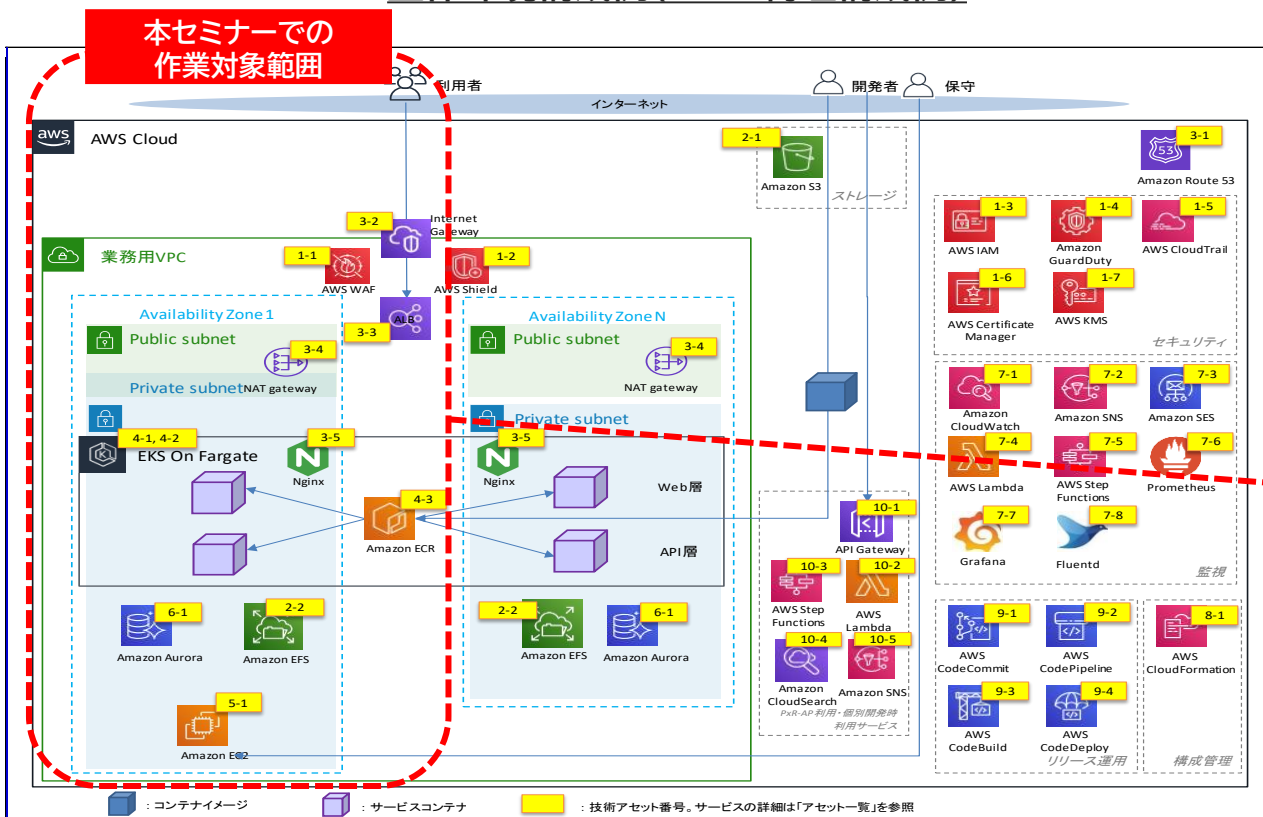 本セミナーでの
作業対象範囲
利用者
開発者
保守
インターネット
aws
AWS Cloud
2-1
Amazon S3
ストレージ
3-1
53
Amazon Route 53
3-2
Internet
Gateway
業務用VPC
1-1
AWS WAF
1-2
AWS Shield
1-3
AWS IAM
1-4
Amazon
GuardDuty
1-5
AWS CloudTrail
1-6
AWS Certificate
Manager
1-7
AWS KMS
セキュリティ
Availability Zone 1
ALB
3-3
Availability Zone N
Public subnet
3-4
NAT gateway
Private subnet
Public subnet
3-4
NAT gateway
Private subnet
4-1, 4-2
EKS On Fargate
3-5
Nginx
3-5
Nginx
Web層
4-3
Amazon ECR
API層
7-1
Amazon
CloudWatch
7-2
Amazon SNS
7-3
Amazon SES
7-4
AWS Lambda
7-5
AWS Step
Functions
7-6
Prometheus
7-7
Grafana
7-8
Fluentd
監視
10-1
API Gateway
10-3
AWS Step
Functions
10-2
AWS
Lambda
10-4
Amazon
CloudSearch
10-5
Amazon SNS
PxR-AP利用・個別開発時
利用サービス
6-1
Amazon Aurora
2-2
Amazon EFS
2-2
Amazon EFS
6-1
Amazon Aurora
5-1
Amazon EC2
9-1
AWS
CodeCommit
9-2
AWS
CodePipeline
9-3
AWS
CodeBuild
9-4
AWS
CodeDeploy
リリース運用
8-1
AWS
CloudFormation
構成管理
：コンテナイメージ
：サービスコンテナ
：技術アセット番号。サービスの詳細は「アセット一覧」を参照